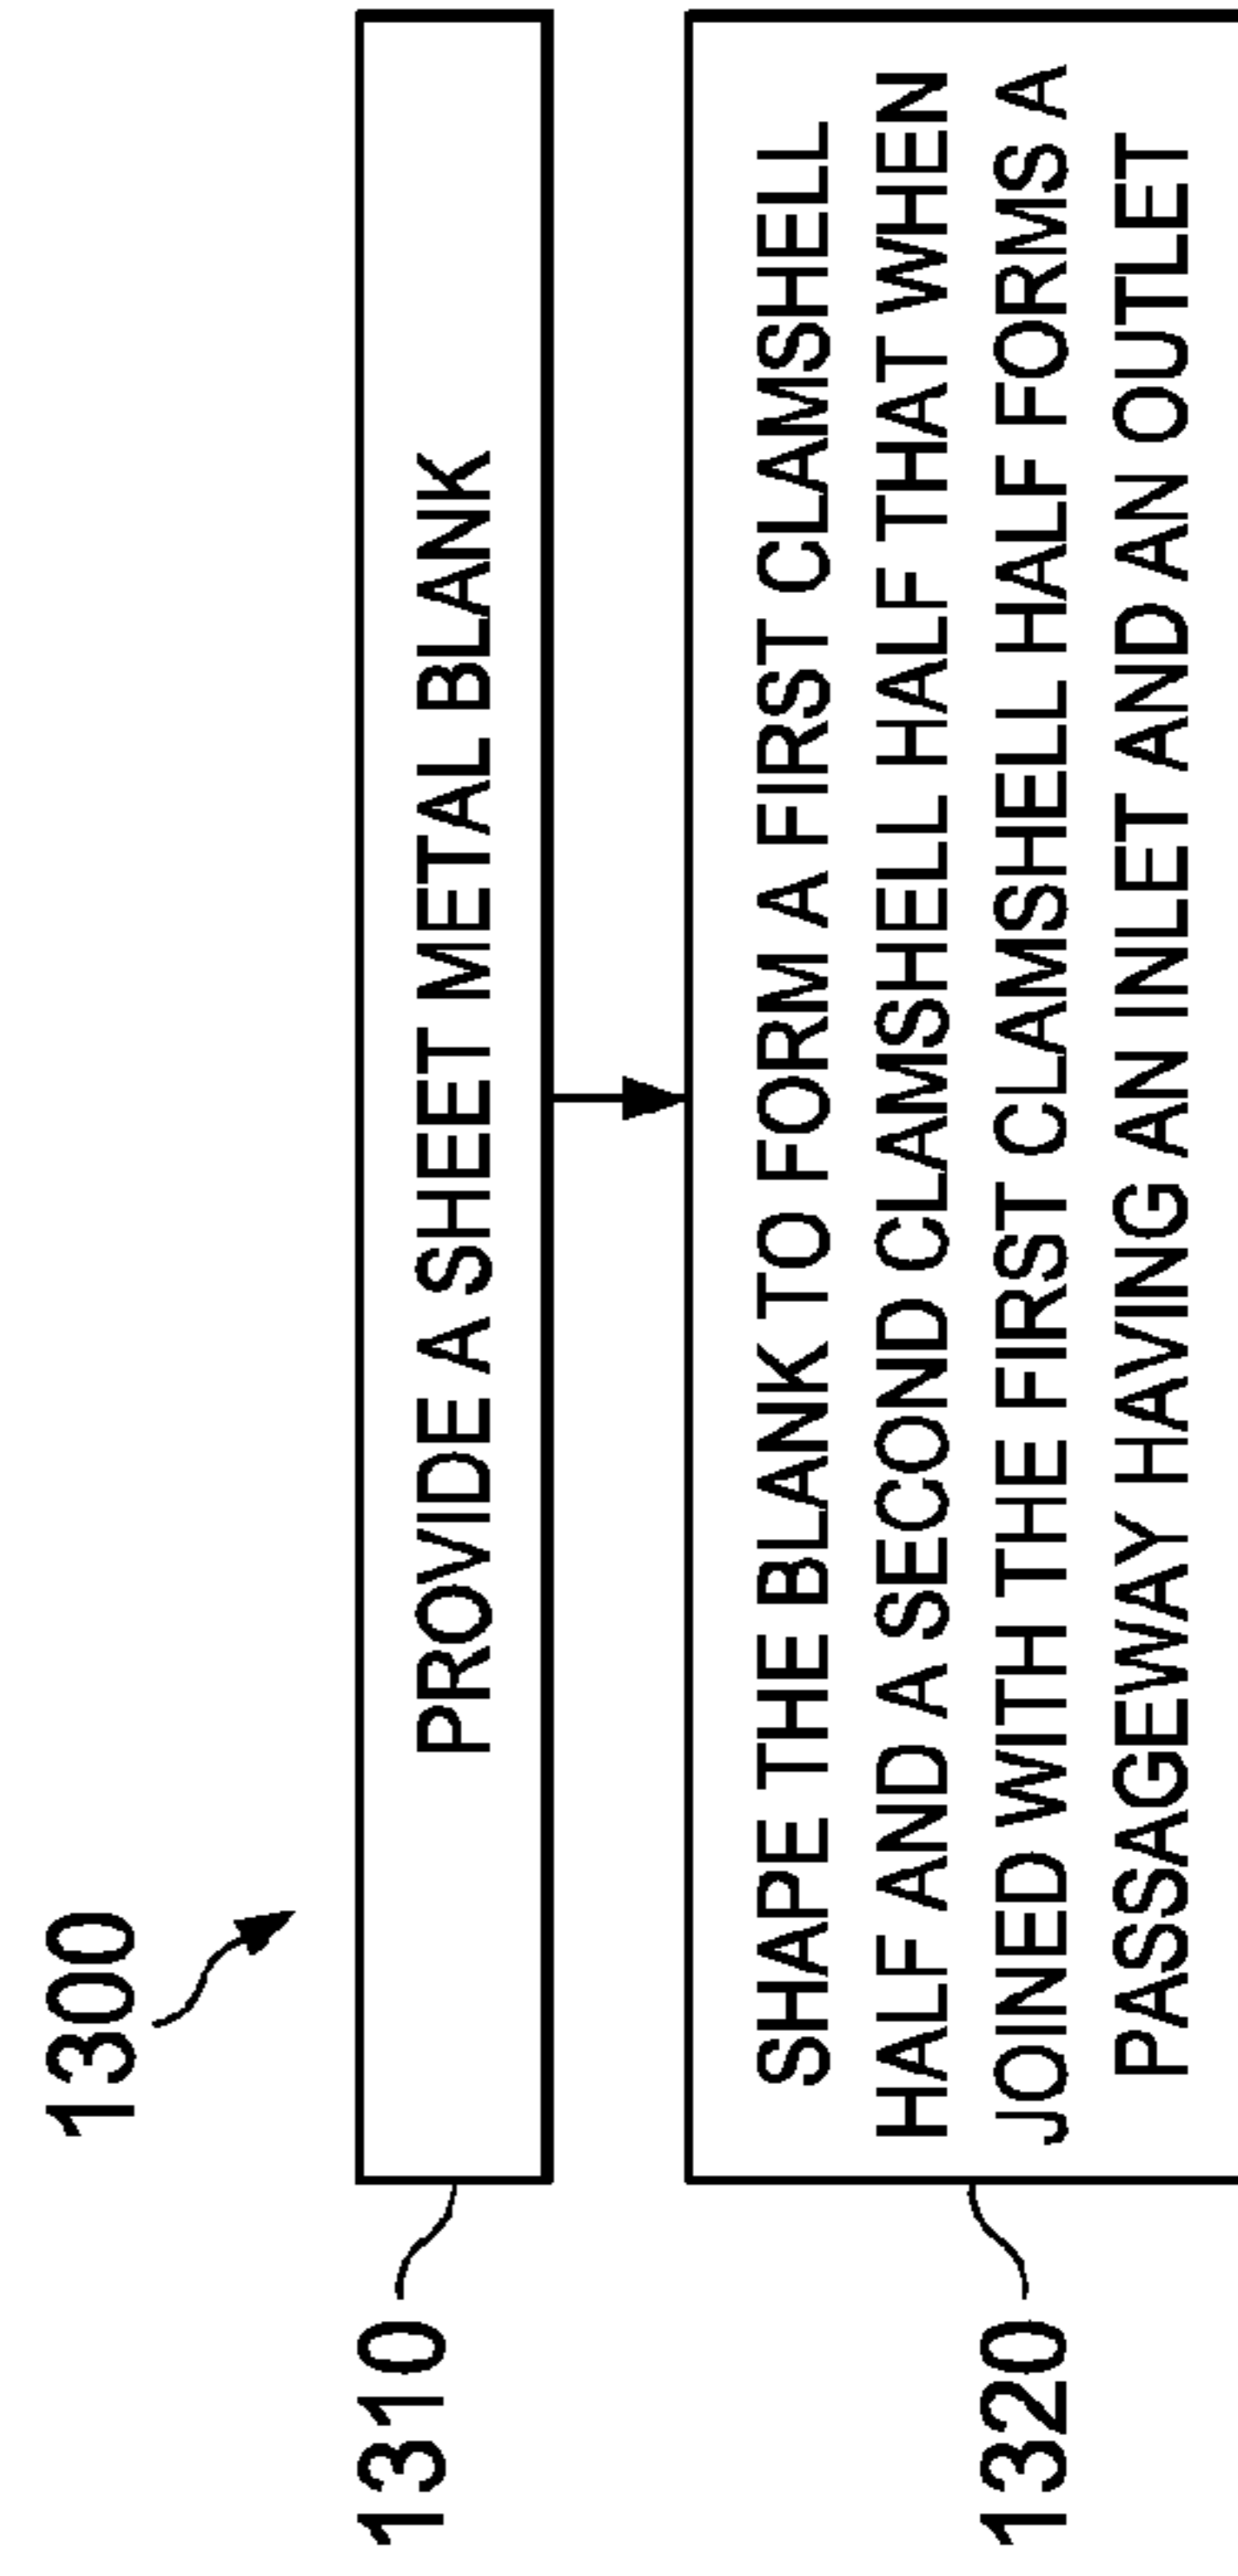 1300
1310
PROVIDE A SHEET METAL BLANK
1320
SHAPE THE BLANK TO FORM A FIRST CLAMSHELL
HALF AND A SECOND CLAMSHELL HALF THAT WHEN
JOINED WITH THE FIRST CLAMSHELL HALF FORMS A
PASSAGEWAY HAVING AN INLET AND AN OUTLET